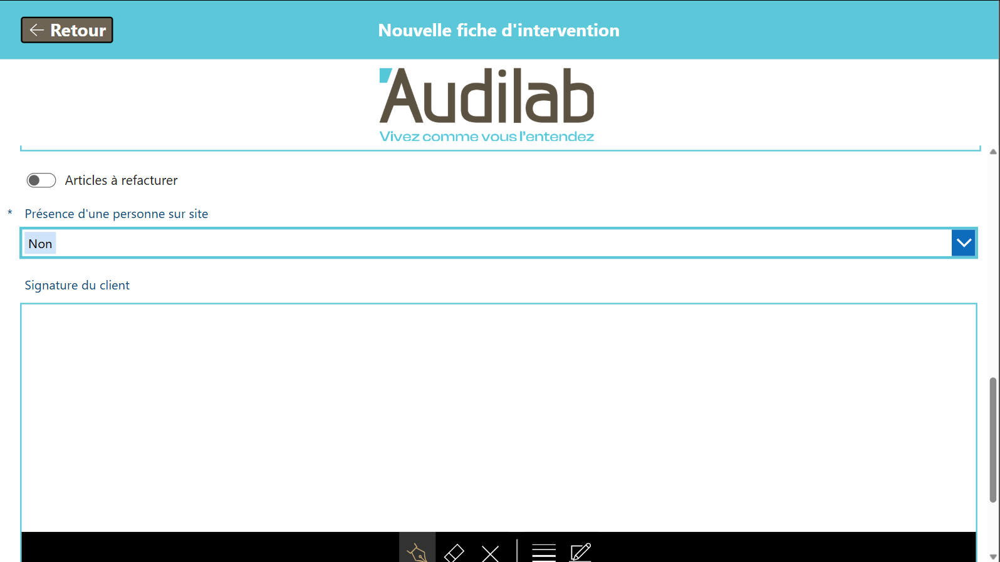 Retour
Nouvelle fiche d'intervention
Audilab
Vivez comme vous l'entendez
Articles à refacturer
* Présence d'une personne sur site
Non
Signature du client